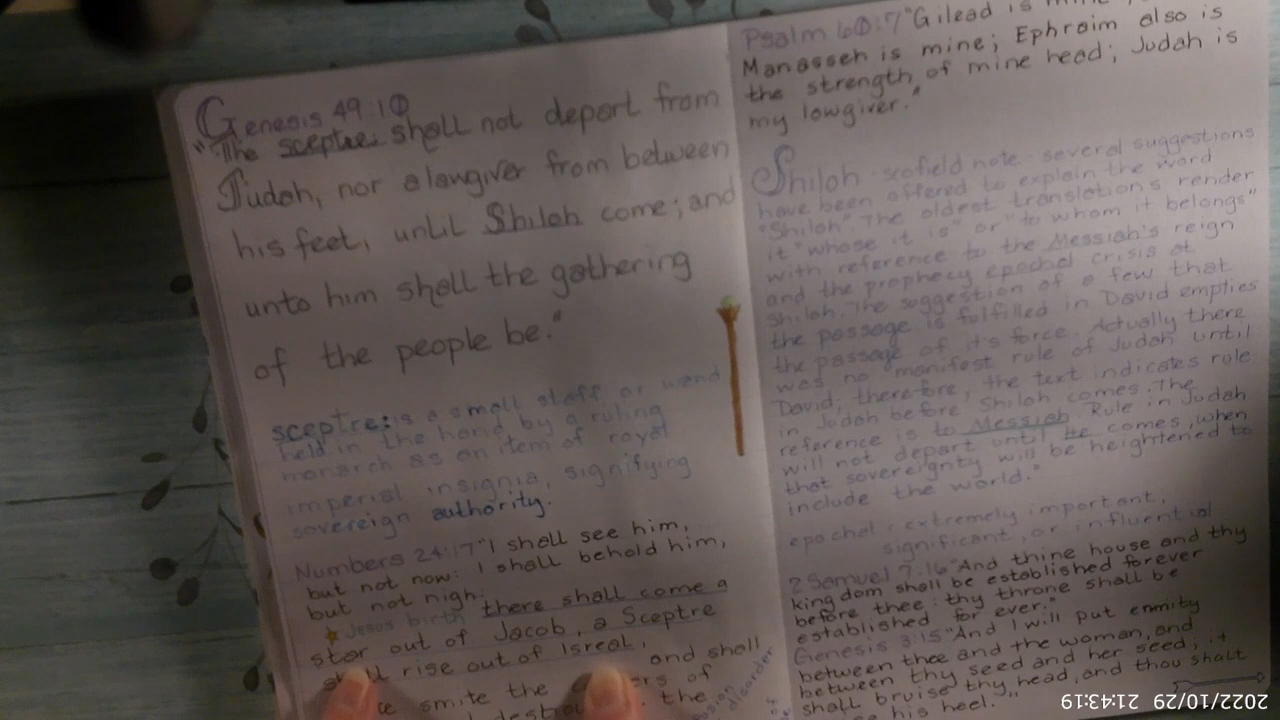 Genesis 49:10
"The sceptre shall not depart from
Judah, nor a lawgiver from between
his feet, until Shiloh come; and
unto him shall the gathering
of the people be."
sceptre: is a small staff or wand
held in the hand by a ruling
monarch as an item of royal
imperial insignia, signifying
sovereign authority.
Numbers 24:17 "I shall see him,
but not now: I shall behold him,
but not nigh: there shall come a
Jesus birth
star out of Jacob, a Sceptre
shall rise out of Isreal, and shall
smite the of
the
disorder
Psalm 60:7 "Gilead is
Manasseh is mine; Ephraim also is
the strength of mine head; Judah is
my lawgiver."
Shiloh - scofield note - several suggestions
have been offered to explain the word
"Shiloh". The oldest translations render
it "whose it is" or "to whom it belongs"
with reference to the Messiah's reign
and the prophecy epochal crisis at
Shiloh. The suggestion of a few that
the passage is fulfilled in David empties
the passage of it's force. Actually there
was no manifest rule of Judah until
David; therefore, the text indicates rule
in Judah before Shiloh comes. The
reference is to Messiah. Rule in Judah
will not depart until He comes, when
that sovereignty will be heightened to
include the world."
epochal: extremely important,
significant, or influential
2 Samuel 7:16 "And thine house and thy
kingdom shall be established forever
before thee: thy throne shall be
established for ever."
Genesis 3:15 "And I will put enmity
between thee and the woman, and
between thy seed and her seed; it
shall bruise thy head, and thou shalt
his heel."
2022/10/29 21:43:19